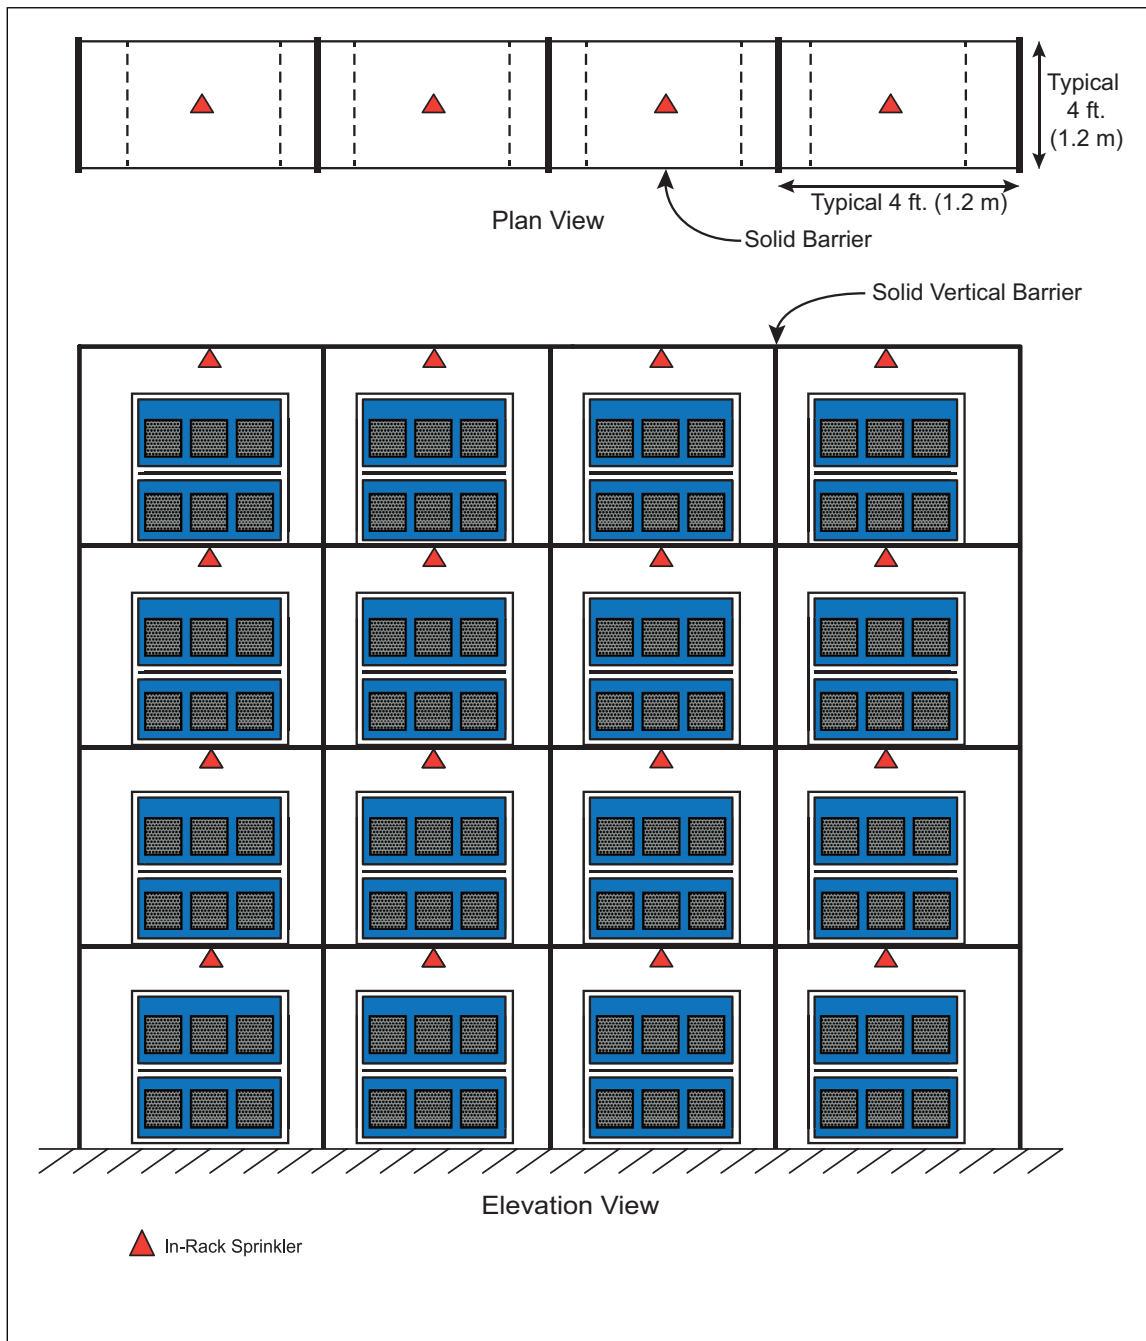 Typical
4 ft.
(1.2 m)
Typical 4 ft. (1.2 m)
Plan View
Solid Barrier
Solid Vertical Barrier
Elevation View
In-Rack Sprinkler